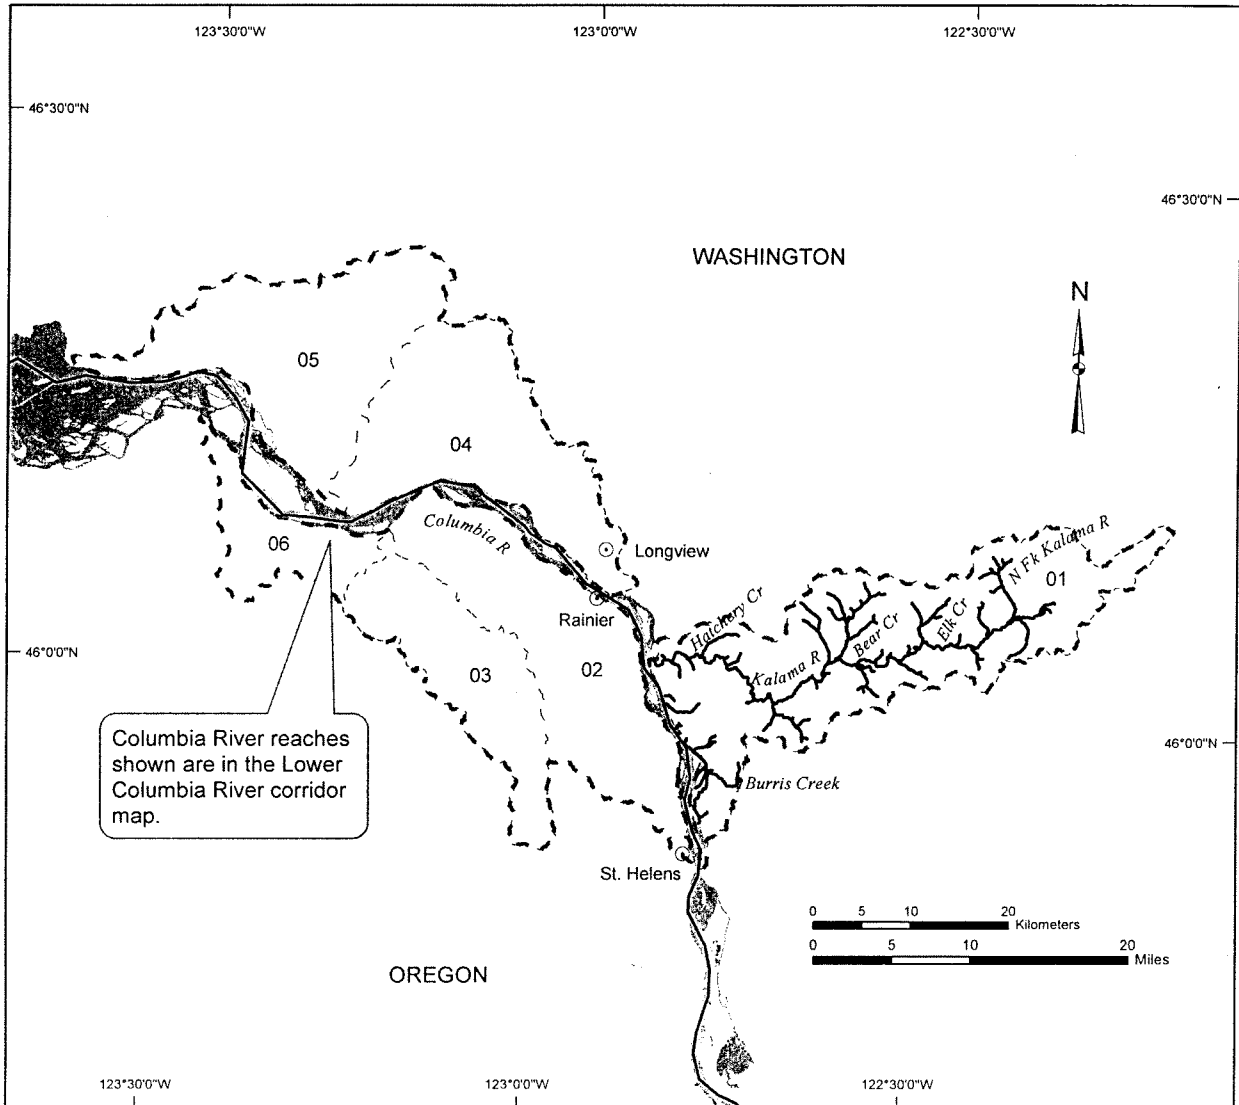 123°30'0"W 123°0'0"W 122°30'0"W
46°30'0"N
46°30'0"N
WASHINGTON
N
05
04
Columbia R
06
Longview
N Fk Kalama R
01
Rainier
Hatchery Cr
Elk Cr
Bear Cr
46°0'0"N
Kalama R
03
02
Columbia River reaches
shown are in the Lower
Columbia River corridor
map.
46°0'0"N
Burris Creek
St. Helens
0 5 10 20
Kilometers
0 5 10 20
Miles
OREGON
123°30'0"W 123°0'0"W 122°30'0"W